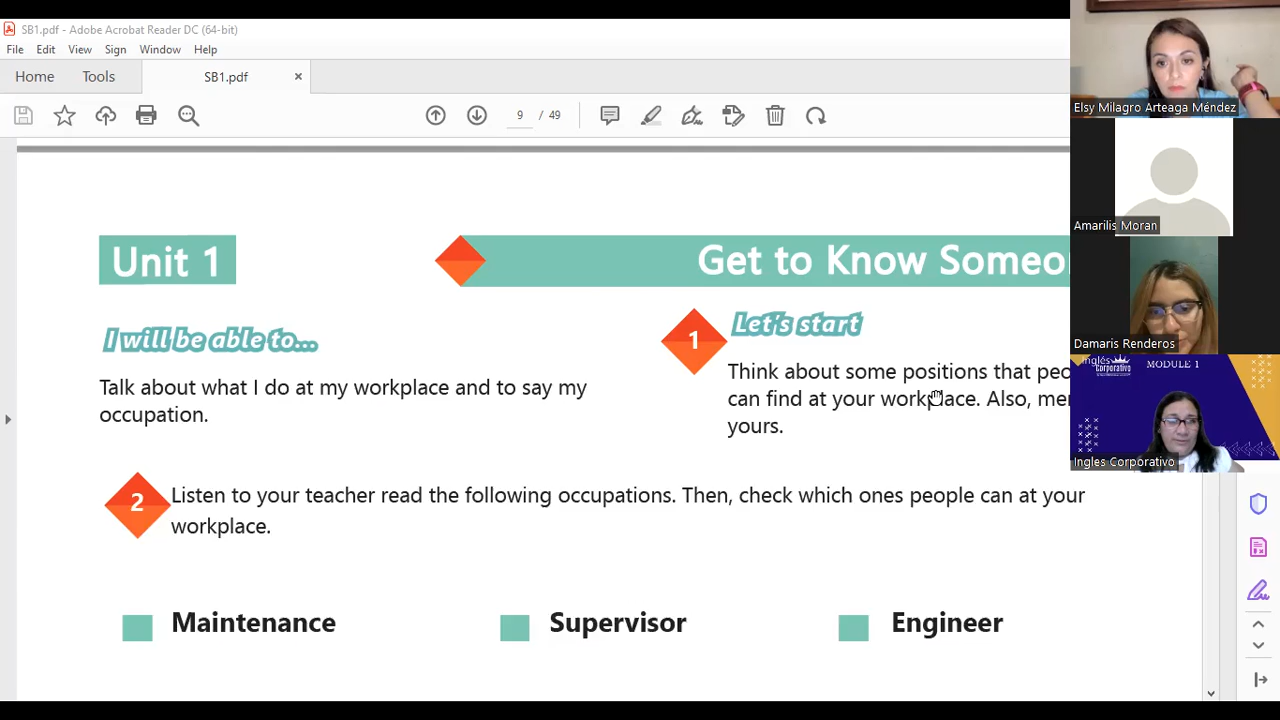 SB1.pdf - Adobe Acrobat Reader DC (64-bit)
File Edit View Sign Window Help
Home Tools SB1.pdf ×
9 / 49
Unit 1
Get to Know Someo
I will be able to...
Talk about what I do at my workplace and to say my
occupation.
1
Let's start
Think about some positions that peo
can find at your workplace. Also, me
yours.
2
Listen to your teacher read the following occupations. Then, check which ones people can at your
workplace.
Maintenance
Supervisor
Engineer
Elsy Milagro Arteaga Méndez
Amarilis Moran
Damaris Renderos
Inglés
Corporativo
MODULE 1
Ingles Corporativo